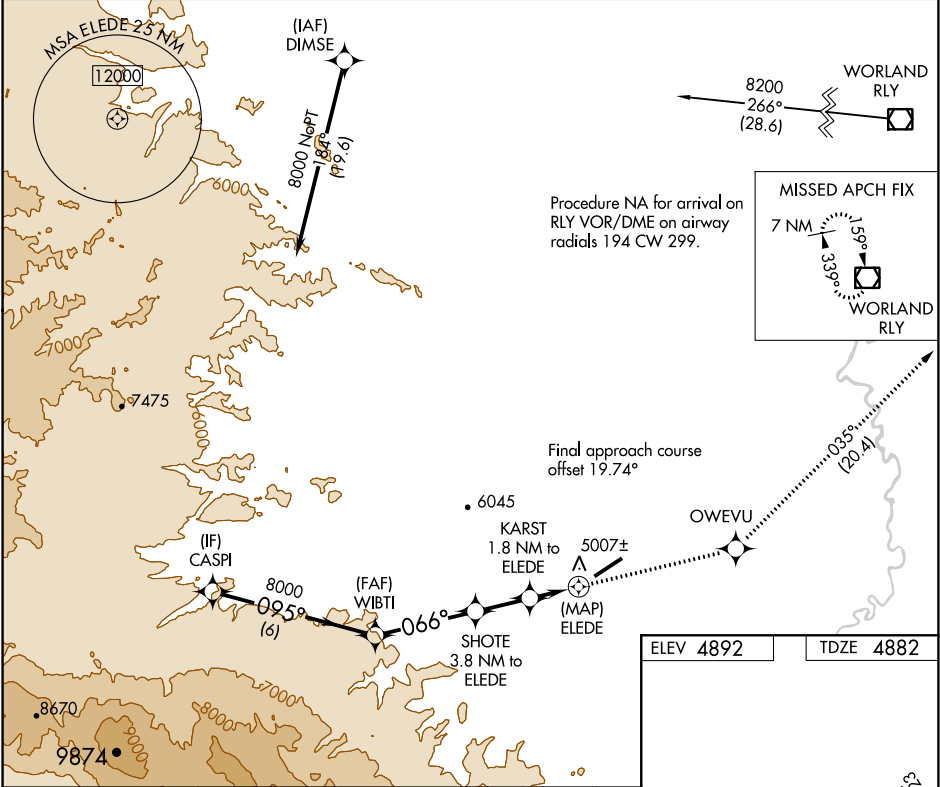 MSA ELEDE 25 NM
12000
(IAF)
DIMSE
8000 NoPT
184°
(19.6)
8200
266°
(28.6)
WORLAND
RLY
Procedure NA for arrival on
RLY VOR/DME on airway
radials 194 CW 299.
MISSED APCH FIX
7 NM
159°
339°
WORLAND
RLY
6000
7000
7475
6000
Final approach course
offset 19.74°
035°
(20.4)
6045
KARST
1.8 NM to
ELEDE
5007±
OWEVU
(IF)
CASPI
8000
095°
(6)
(FAF)
WIBTI
066°
SHOTE
3.8 NM to
ELEDE
(MAP)
ELEDE
ELEV 4892
TDZE 4882
7000
8000
8670
9000
9874